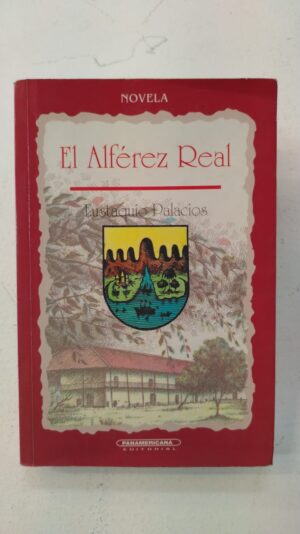 NOVELA
El Alférez Real
Eustaquio Palacios
PANAMERICANA
EDITORIAL